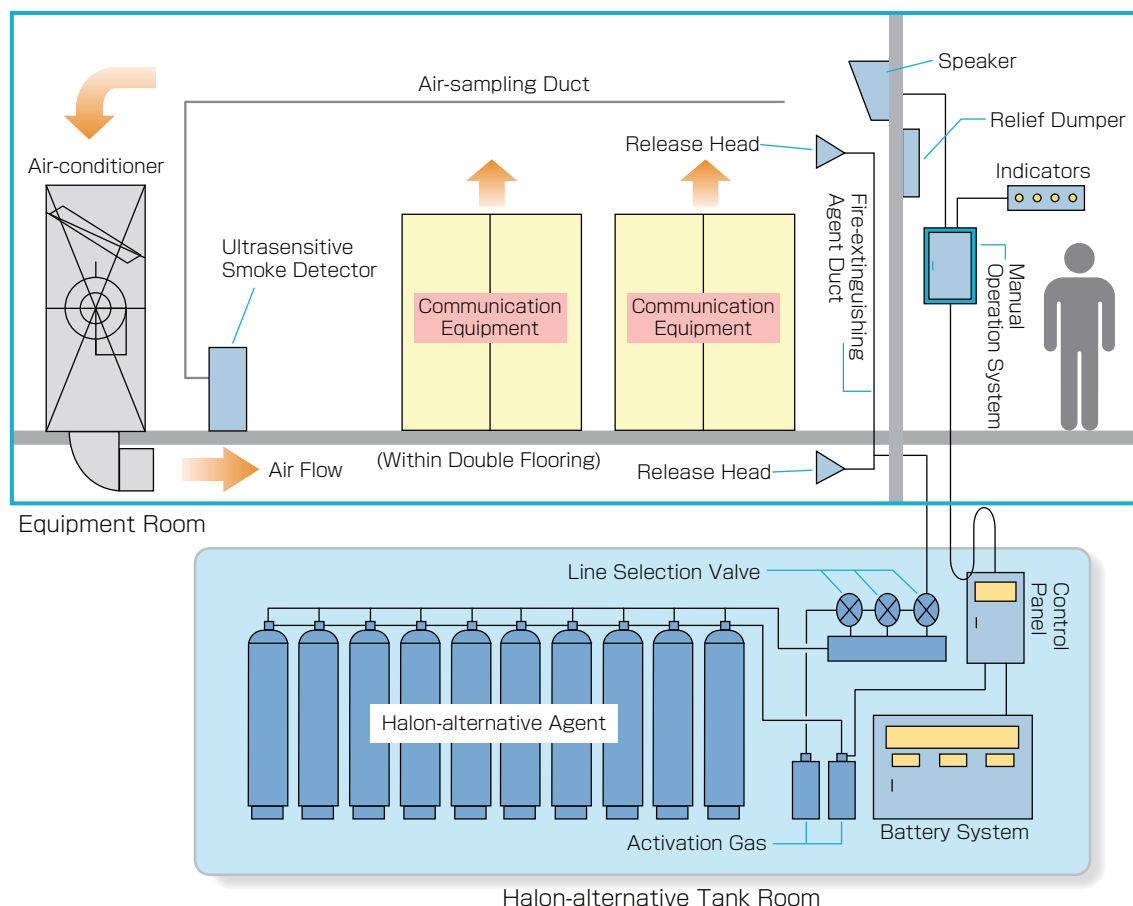 Speaker
Air-sampling Duct
Relief Dumper
Release Head
Air-conditioner
Indicators
Fire-extinguishing
Agent Duct
Ultrasensitive
Smoke Detector
Manual
Operation System
Communication
Equipment
Communication
Equipment
Air Flow
(Within Double Flooring)
Release Head
Equipment Room
Line Selection Valve
Control
Panel
Halon-alternative Agent
Activation Gas
Battery System
Halon-alternative Tank Room